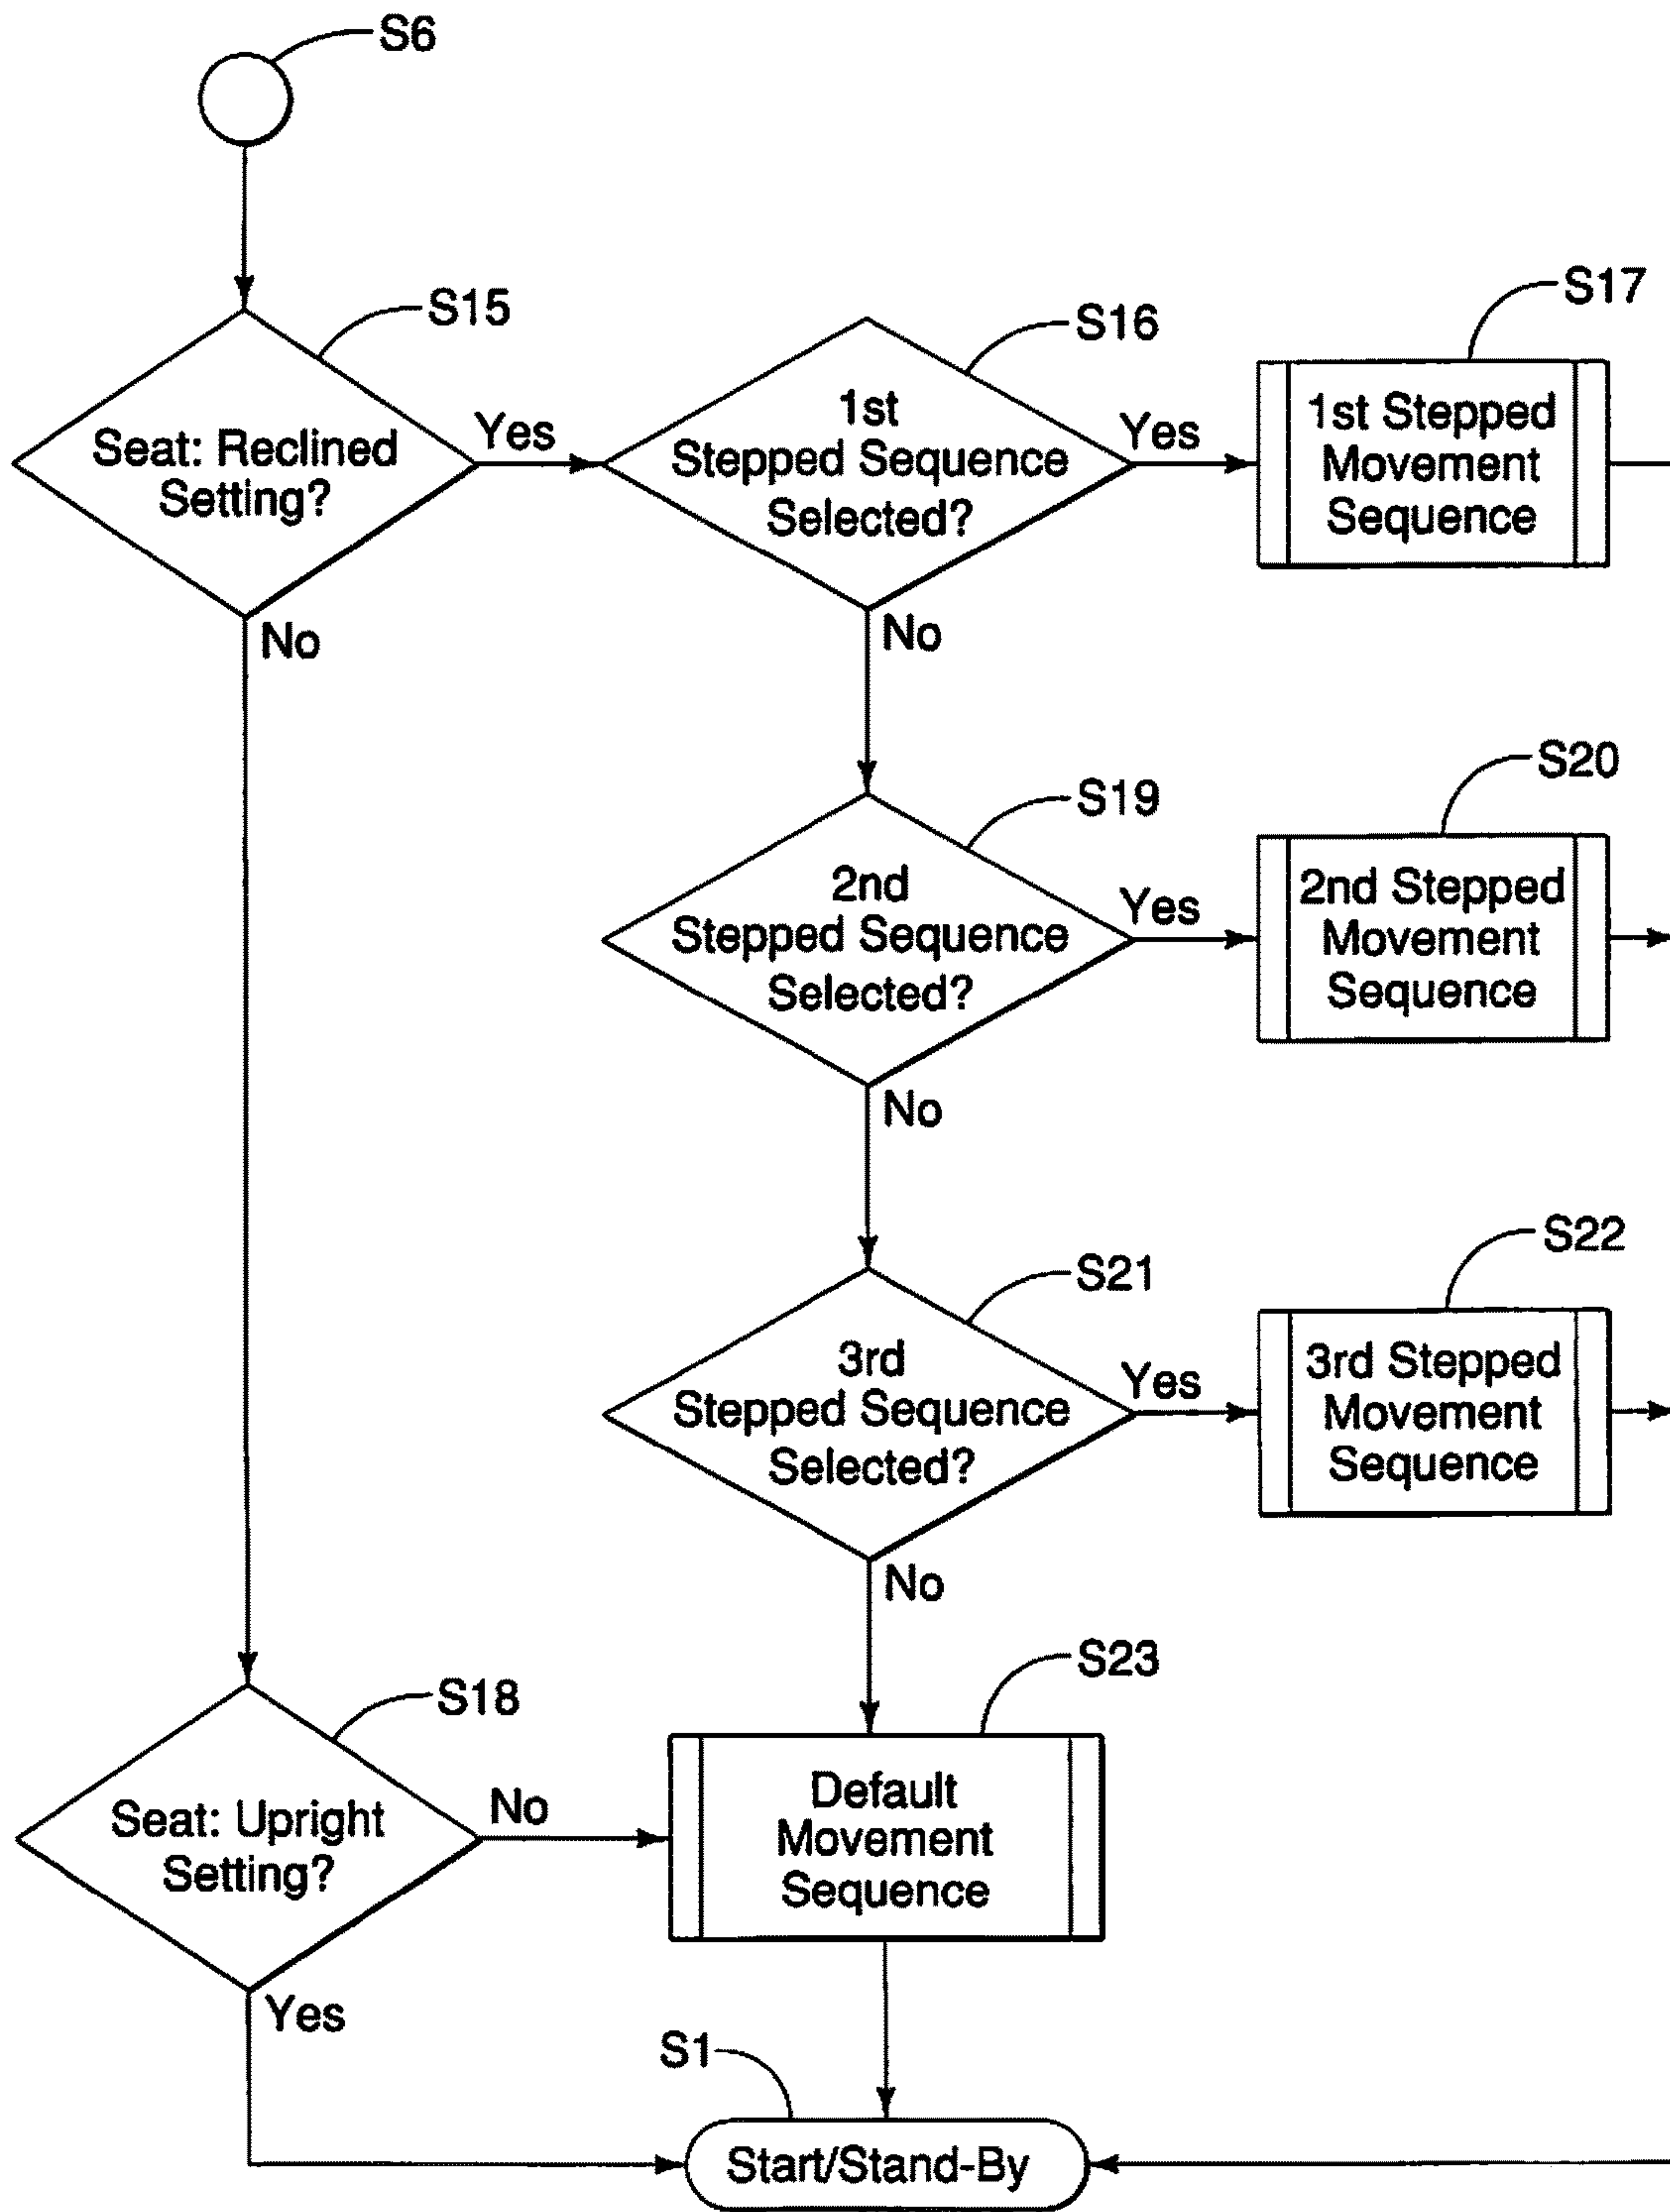 S6
S15
Seat: Reclined
Setting?
Yes
No
S16
1st
Stepped Sequence
Selected?
Yes
No
S17
1st Stepped
Movement
Sequence
S19
2nd
Stepped Sequence
Selected?
Yes
No
S20
2nd Stepped
Movement
Sequence
S21
3rd
Stepped Sequence
Selected?
Yes
No
S22
3rd Stepped
Movement
Sequence
S18
Seat: Upright
Setting?
No
Yes
S23
Default
Movement
Sequence
S1
Start/Stand-By